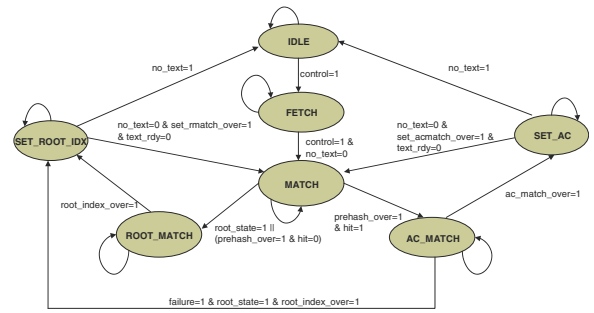 IDLE
no_text=1
no_text=1
control=1
FETCH
no_text=0 & set_rmatch_over=1
& text_rdy=0
control=1 &
no_text=0
no_text=0 &
set_acmatch_over=1 &
text_rdy=0
SET_ROOT_IDX
SET_AC
MATCH
root_index_over=1
ac_match_over=1
root_state=1 ||
(prehash_over=1 & hit=0)
prehash_over=1
& hit=1
ROOT_MATCH
AC_MATCH
failure=1 & root_state=1 & root_index_over=1